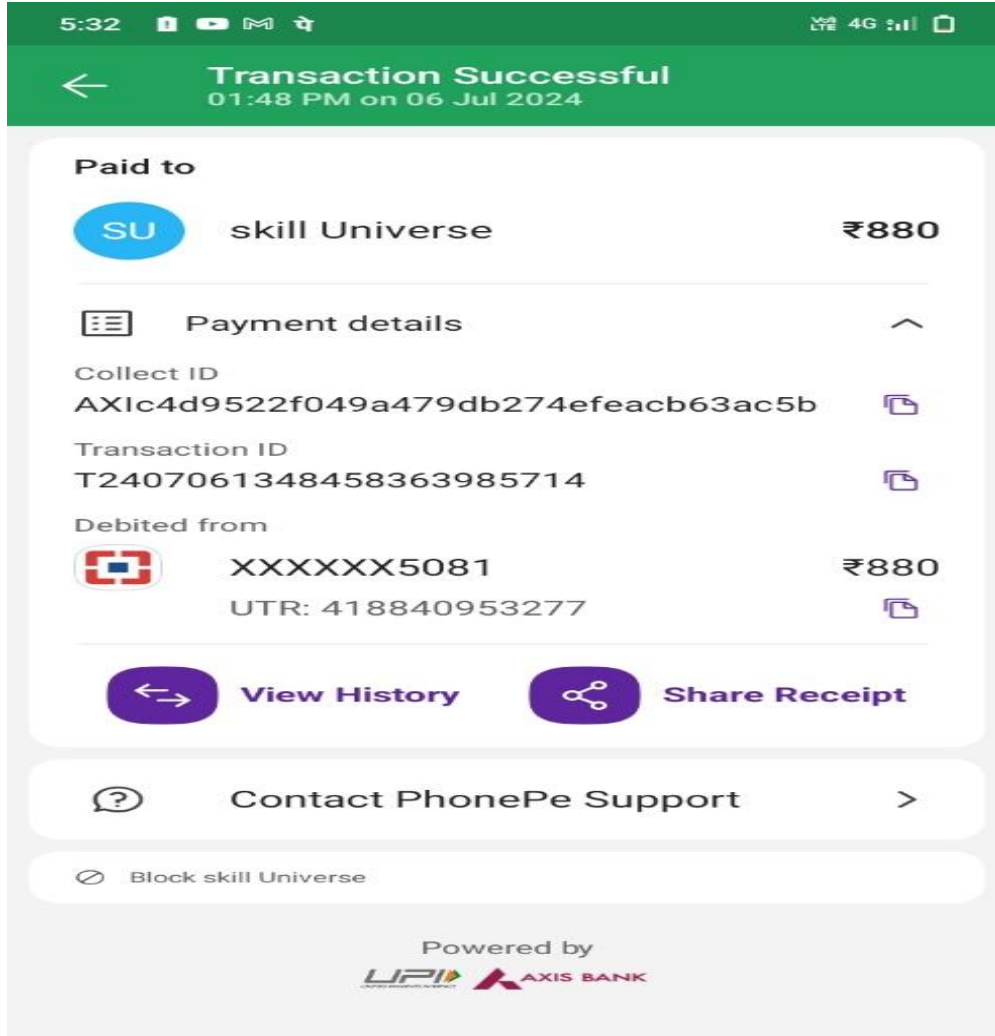 5:32 पे VoLTE 4G
Transaction Successful
01:48 PM on 06 Jul 2024
Paid to
SU skill Universe ₹880
Payment details
Collect ID
AXIc4d9522f049a479db274efeacb63ac5b
Transaction ID
T2407061348458363985714
Debited from
XXXXXX5081 ₹880
UTR: 418840953277
View History Share Receipt
Contact PhonePe Support
Block skill Universe
Powered by
UPI AXIS BANK